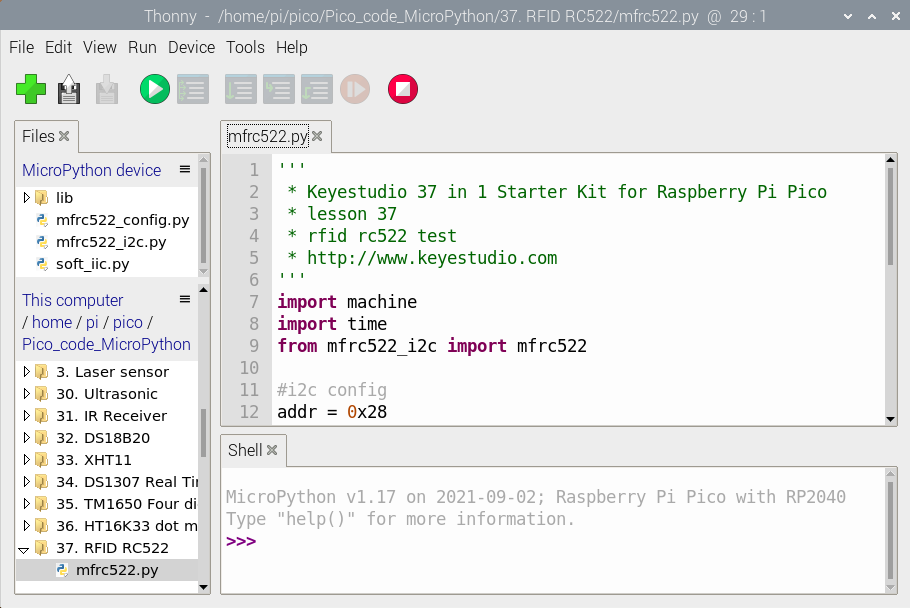 Thonny - /home/pi/pico/Pico_code_MicroPython/37. RFID RC522/mfrc522.py @ 29 : 1
File Edit View Run Device Tools Help
Files
MicroPython device
lib
mfrc522_config.py
mfrc522_i2c.py
soft_iic.py
This computer
/ home / pi / pico /
Pico_code_MicroPython
3. Laser sensor
30. Ultrasonic
31. IR Receiver
32. DS18B20
33. XHT11
34. DS1307 Real Tir
35. TM1650 Four di
36. HT16K33 dot m
37. RFID RC522
mfrc522.py
mfrc522.py
1 '''
2  * Keyestudio 37 in 1 Starter Kit for Raspberry Pi Pico
3  * lesson 37
4  * rfid rc522 test
5  * http://www.keyestudio.com
6 '''
7 import machine
8 import time
9 from mfrc522_i2c import mfrc522
10
11 #i2c config
12 addr = 0x28
Shell
MicroPython v1.17 on 2021-09-02; Raspberry Pi Pico with RP2040
Type "help()" for more information.
>>>